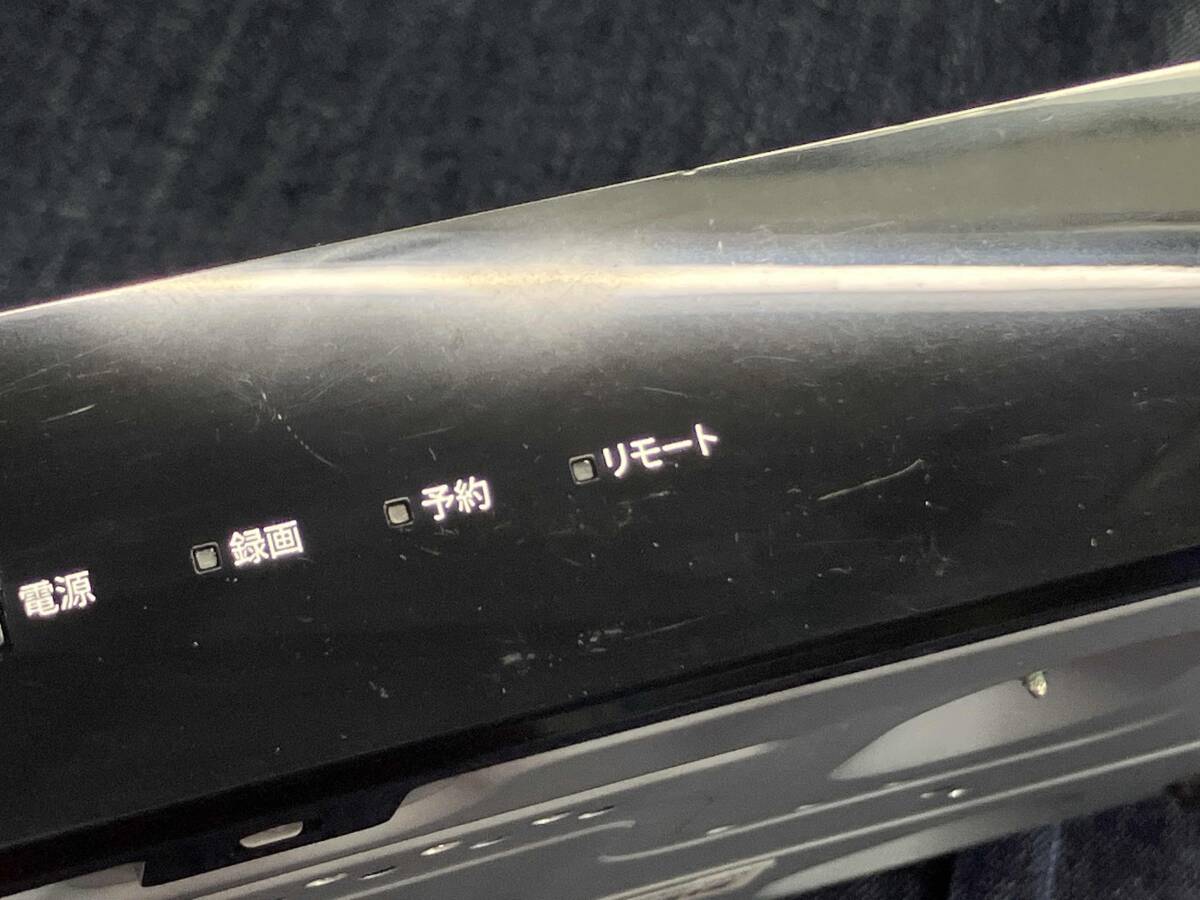 電源 録画 予約 リモート